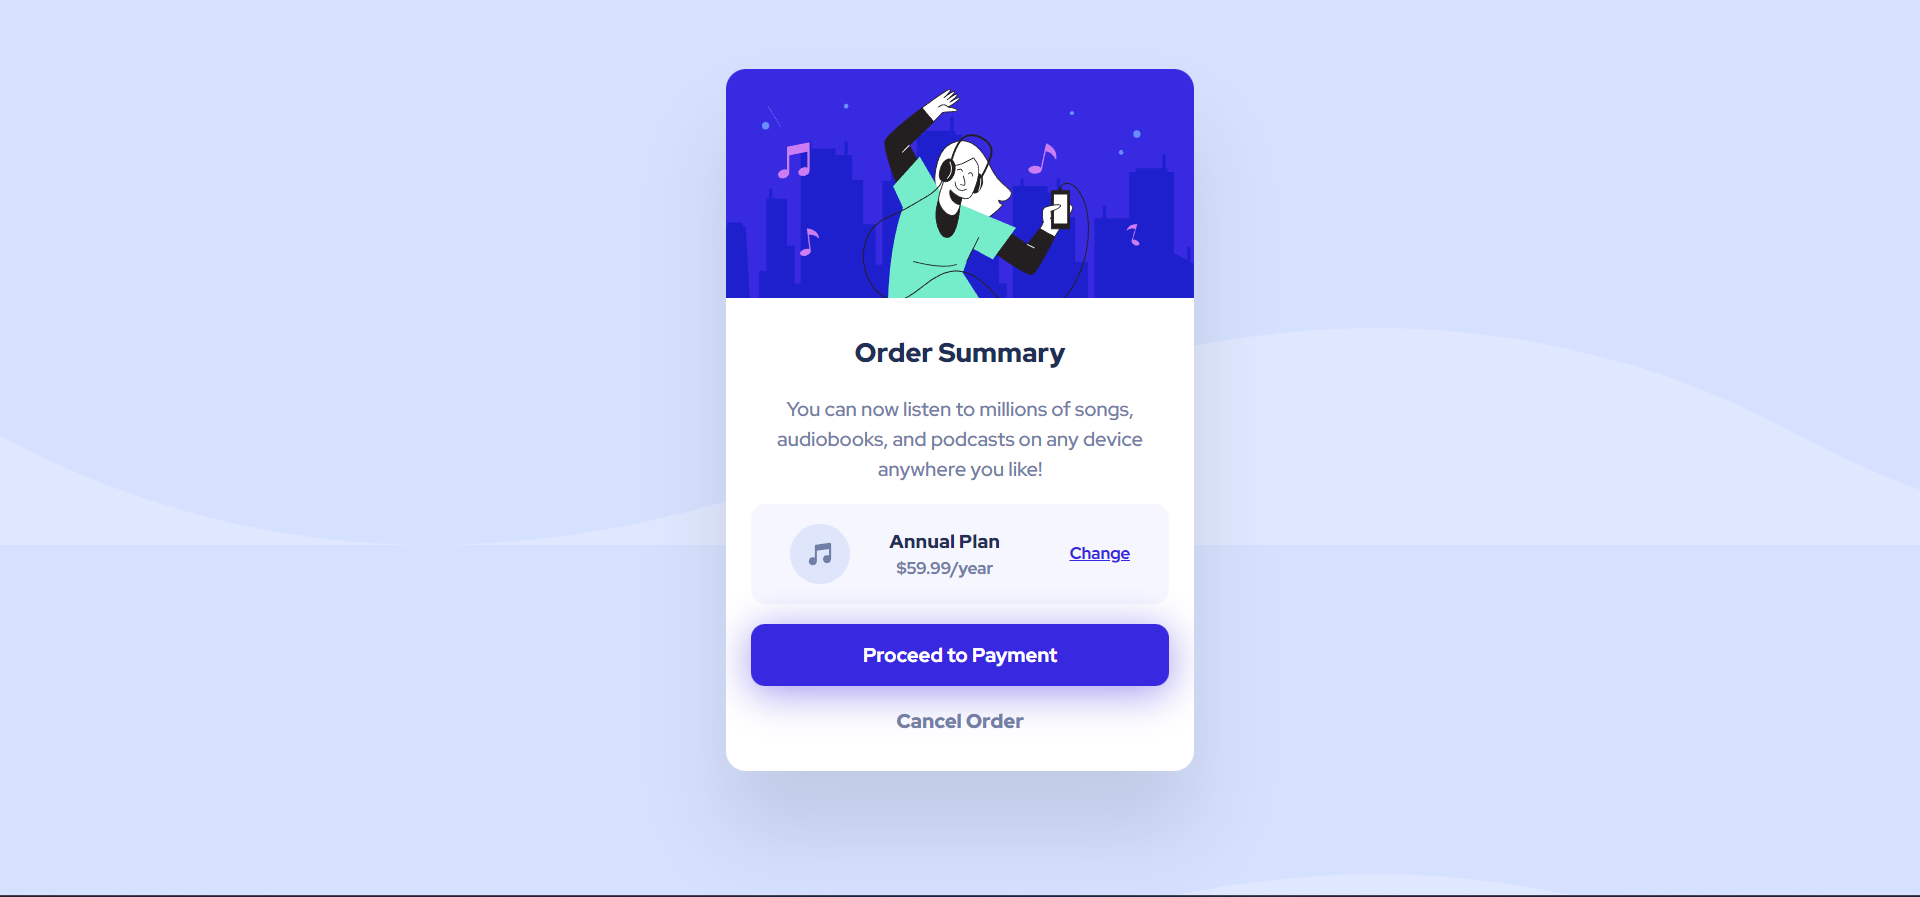 Order Summary
You can now listen to millions of songs,
audiobooks, and podcasts on any device
anywhere you like!
Annual Plan
$59.99/year
Change
Proceed to Payment
Cancel Order